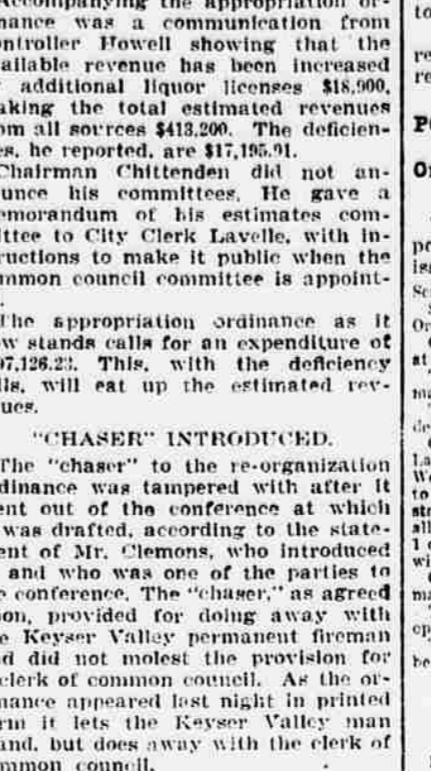 Accompanying the appropriation or-
nance was a communication from
ntroller Howell showing that the
ailable revenue has been increased
additional liquor licenses $18,900,
aking the total estimated revenues
om all sources $413,200. The deficien-
es, he reported, are $17,195.91.
Chairman Chittenden did not an-
unce his committees. He gave a
emorandum of his estimates com-
ittee to City Clerk Lavelle, with in-
ructions to make it public when the
mmon council committee is appoint-
.
The appropriation ordinance as it
w stands calls for an expenditure of
97,126.23. This, with the deficiency
lls, will eat up the estimated rev-
ues.
"CHASER" INTRODUCED.
The "chaser" to the re-organization
dinance was tampered with after it
ent out of the conference at which
was drafted, according to the state-
ent of Mr. Clemons, who introduced
and who was one of the parties to
e conference. The "chaser," as agreed
pon, provided for doing away with
e Keyser Valley permanent fireman
d did not molest the provision for
clerk of common council. As the or-
nance appeared last night in printed
rm it lets the Keyser Valley man
and, but does away with the clerk of
mmon council.